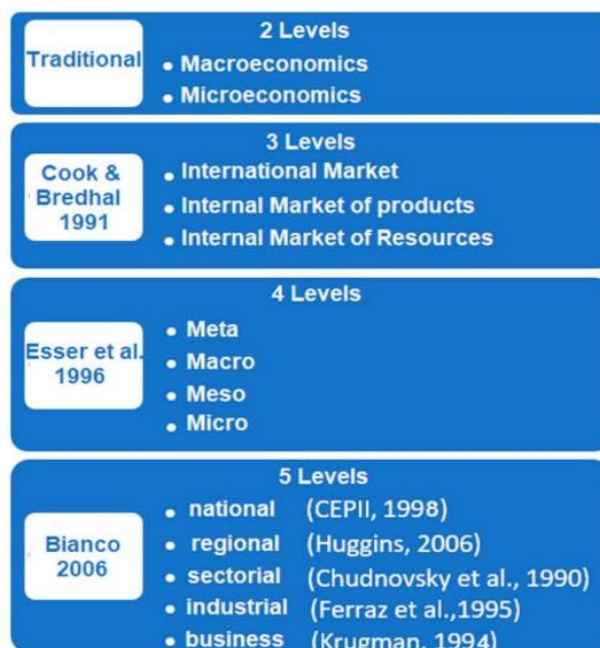 2 Levels
Traditional
• Macroeconomics
• Microeconomics
3 Levels
Cook &
Bredhal
1991
• International Market
• Internal Market of products
• Internal Market of Resources
4 Levels
Esser et al.
1996
• Meta
• Macro
• Meso
• Micro
5 Levels
Bianco
2006
• national (CEPII, 1998)
• regional (Huggins, 2006)
• sectorial (Chudnovsky et al., 1990)
• industrial (Ferraz et al.,1995)
• business (Krugman, 1994)